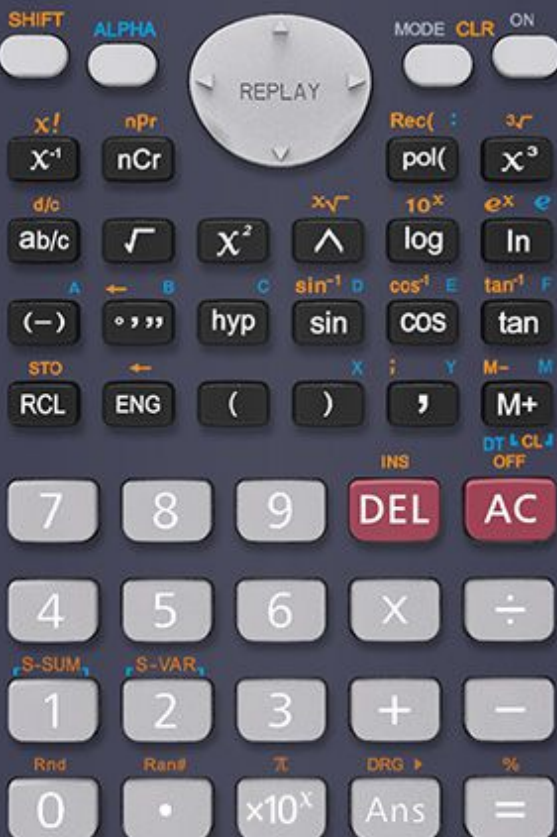 SHIFT ALPHA MODE CLR ON
REPLAY
x! nPr Rec( : ³√
x⁻¹ nCr pol( x³
d/c ˣ√ 10ˣ eˣ e
ab/c √ x² ∧ log ln
A ← B C sin⁻¹ D cos⁻¹ E tan⁻¹ F
(−) ° ’ ’’ hyp sin cos tan
STO ← X ; Y M− M
RCL ENG ( ) , M+
DT CL
INS OFF
7 8 9 DEL AC
4 5 6 × ÷
S-SUM S-VAR
1 2 3 + −
Rnd Ran# π DRG ▶ %
0 • ×10ˣ Ans =